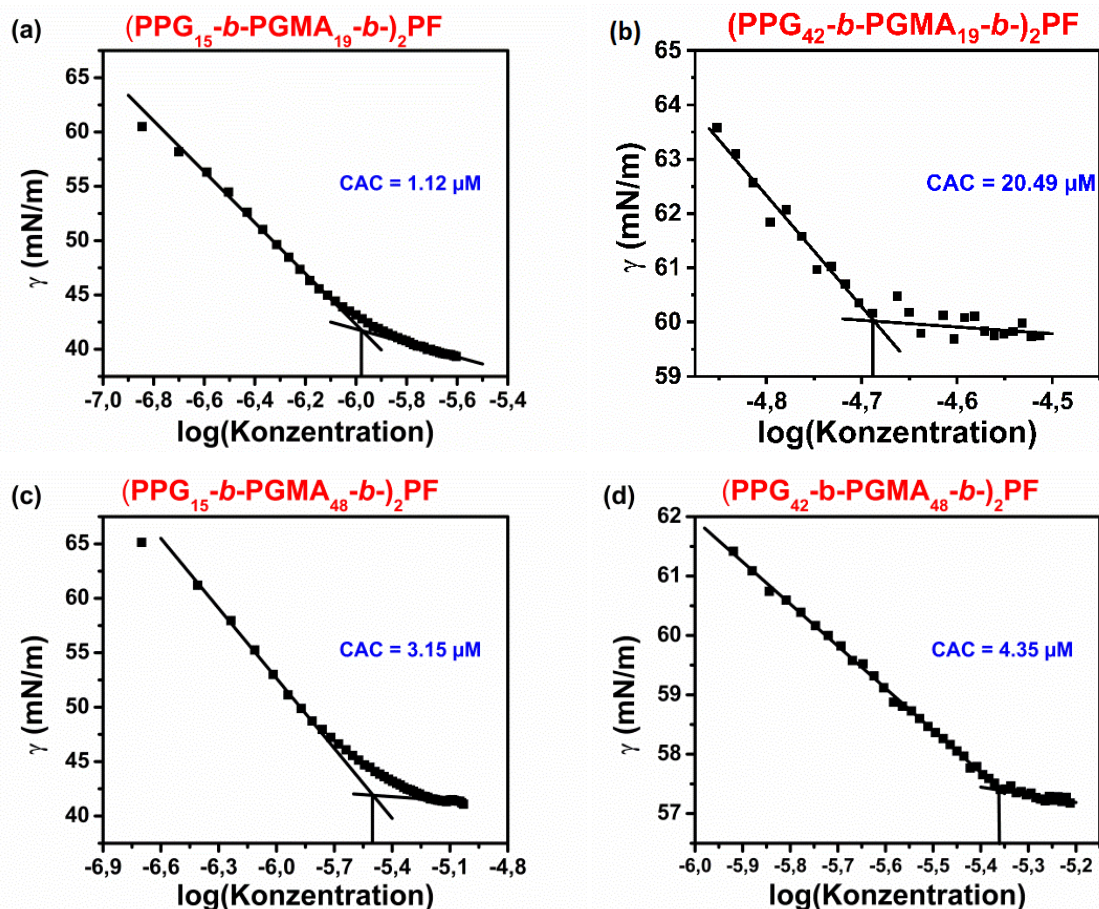 (a)
(PPG₁₅-b-PGMA₁₉-b-)₂PF
65
60
55
50
45
40
γ (mN/m)
CAC = 1.12 μM
-7,0 -6,8 -6,6 -6,4 -6,2 -6,0 -5,8 -5,6 -5,4
log(Konzentration)
(b)
(PPG₄₂-b-PGMA₁₉-b-)₂PF
65
64
63
62
61
60
59
γ (mN/m)
CAC = 20.49 μM
-4,8 -4,7 -4,6 -4,5
log(Konzentration)
(c)
(PPG₁₅-b-PGMA₄₈-b-)₂PF
65
60
55
50
45
40
γ (mN/m)
CAC = 3.15 μM
-6,9 -6,6 -6,3 -6,0 -5,7 -5,4 -5,1 -4,8
log(Konzentration)
(d)
(PPG₄₂-b-PGMA₄₈-b-)₂PF
62
61
60
59
58
57
γ (mN/m)
CAC = 4.35 μM
-6,0 -5,9 -5,8 -5,7 -5,6 -5,5 -5,4 -5,3 -5,2
log(Konzentration)